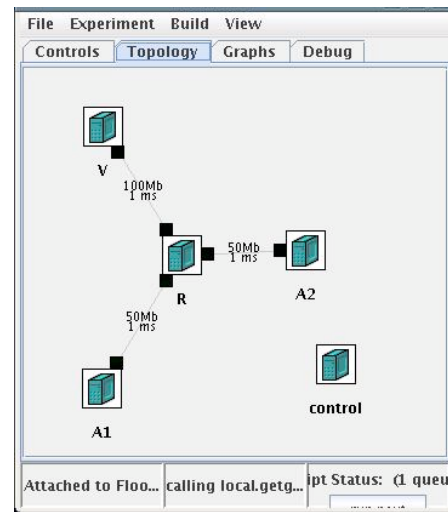 File Experiment Build View
Controls Topology Graphs Debug
V
100Mb
1 ms
50Mb
1 ms
R
A2
50Mb
1 ms
control
A1
Attached to Floo... calling local.getg... ipt Status: (1 queu